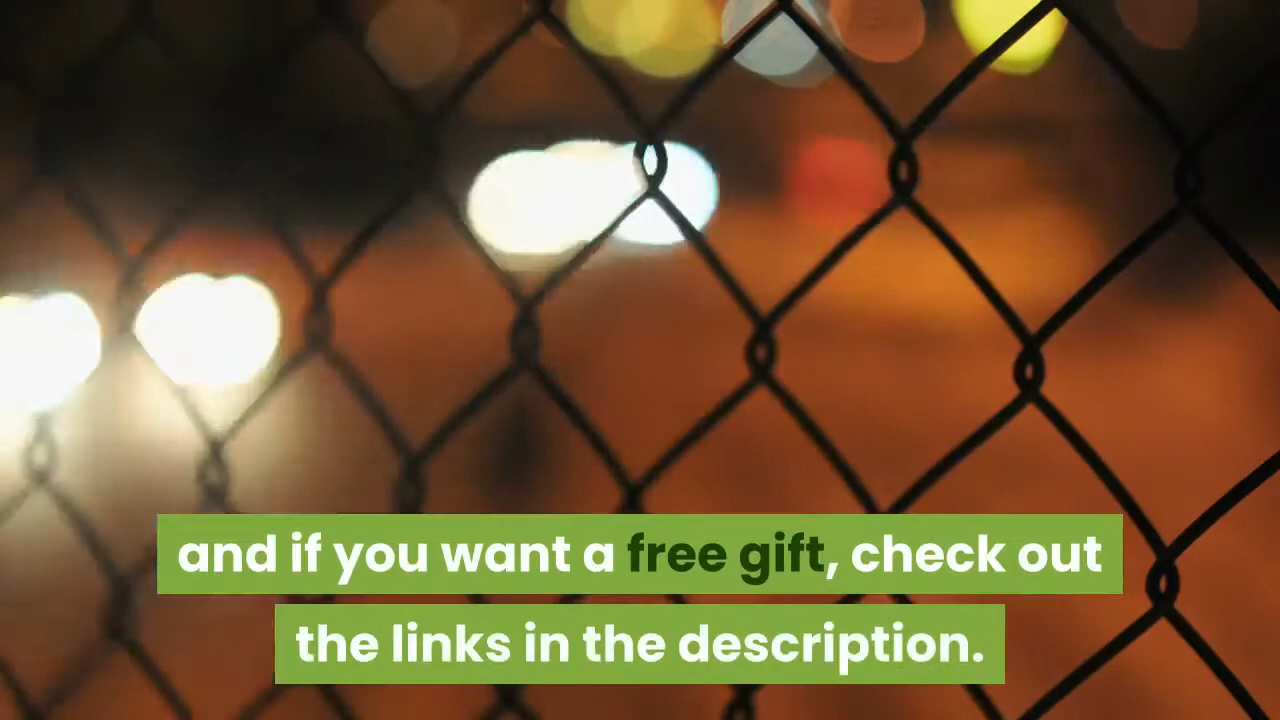 and if you want a free gift, check out
the links in the description.